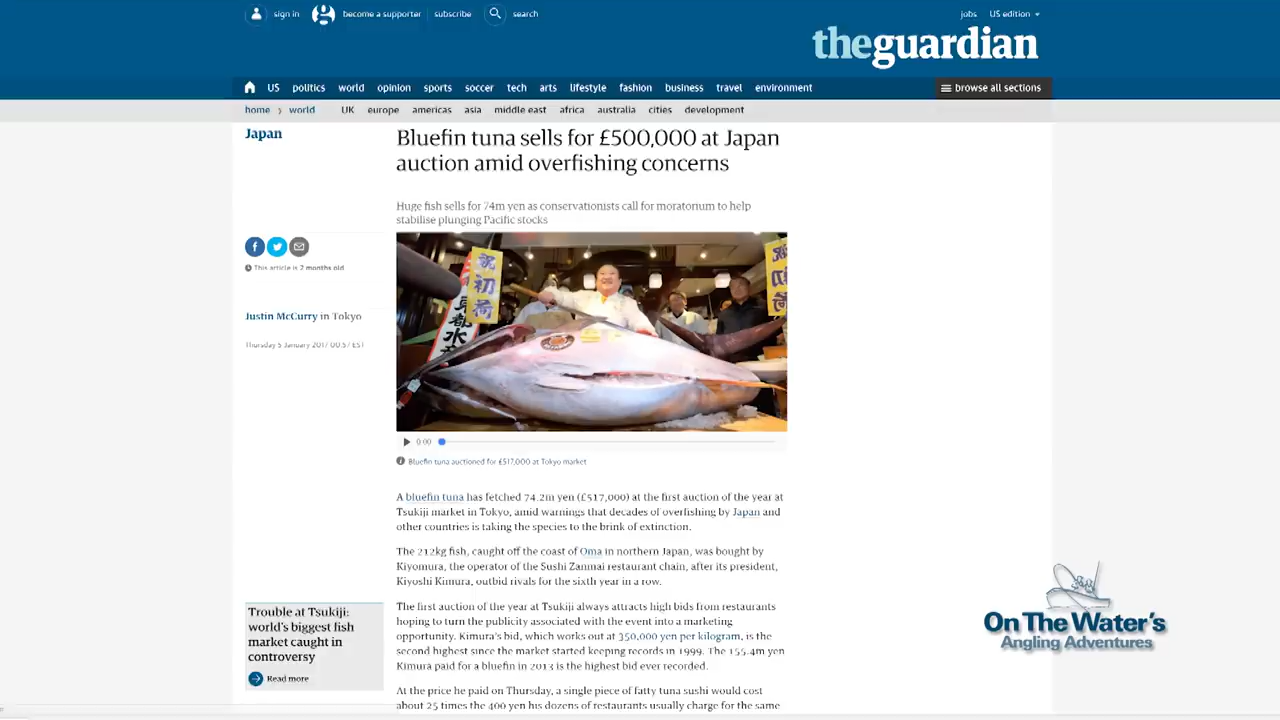 sign in
become a supporter
subscribe
search
jobs
US edition
theguardian
US politics world opinion sports soccer tech arts lifestyle fashion business travel environment
browse all sections
home › world UK europe americas asia middle east africa australia cities development
Japan
Bluefin tuna sells for £500,000 at Japan
auction amid overfishing concerns
Huge fish sells for 74m yen as conservationists call for moratorium to help
stabilise plunging Pacific stocks
This article is 2 months old
祝初荷
初荷
Justin McCurry in Tokyo
Thursday 5 January 2017 00.57 EST
0:00
Bluefin tuna auctioned for £517,000 at Tokyo market
A bluefin tuna has fetched 74.2m yen (£517,000) at the first auction of the year at
Tsukiji market in Tokyo, amid warnings that decades of overfishing by Japan and
other countries is taking the species to the brink of extinction.
The 212kg fish, caught off the coast of Oma in northern Japan, was bought by
Kiyomura, the operator of the Sushi Zanmai restaurant chain, after its president,
Kiyoshi Kimura, outbid rivals for the sixth year in a row.
The first auction of the year at Tsukiji always attracts high bids from restaurants
hoping to turn the publicity associated with the event into a marketing
opportunity. Kimura's bid, which works out at 350,000 yen per kilogram, is the
second highest since the market started keeping records in 1999. The 155.4m yen
Kimura paid for a bluefin in 2013 is the highest bid ever recorded.
At the price he paid on Thursday, a single piece of fatty tuna sushi would cost
about 25 times the 400 yen his dozens of restaurants usually charge for the same
Trouble at Tsukiji:
world's biggest fish
market caught in
controversy
Read more
On The Water's
Angling Adventures